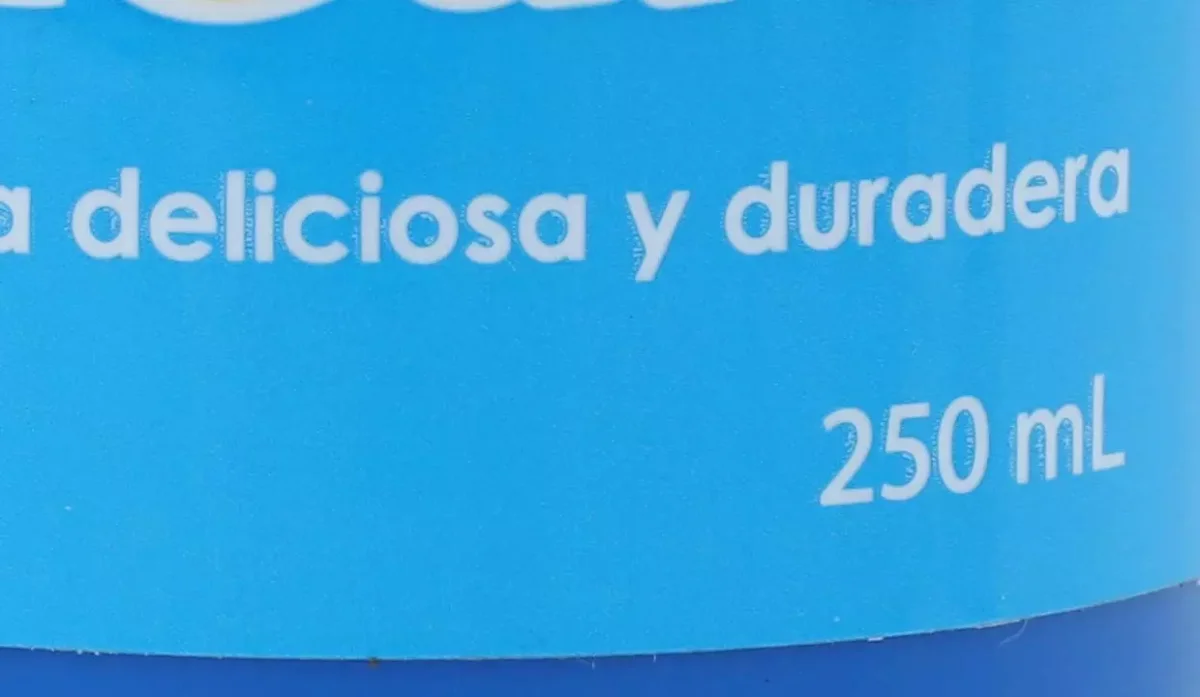 a deliciosa y duradera
250 mL